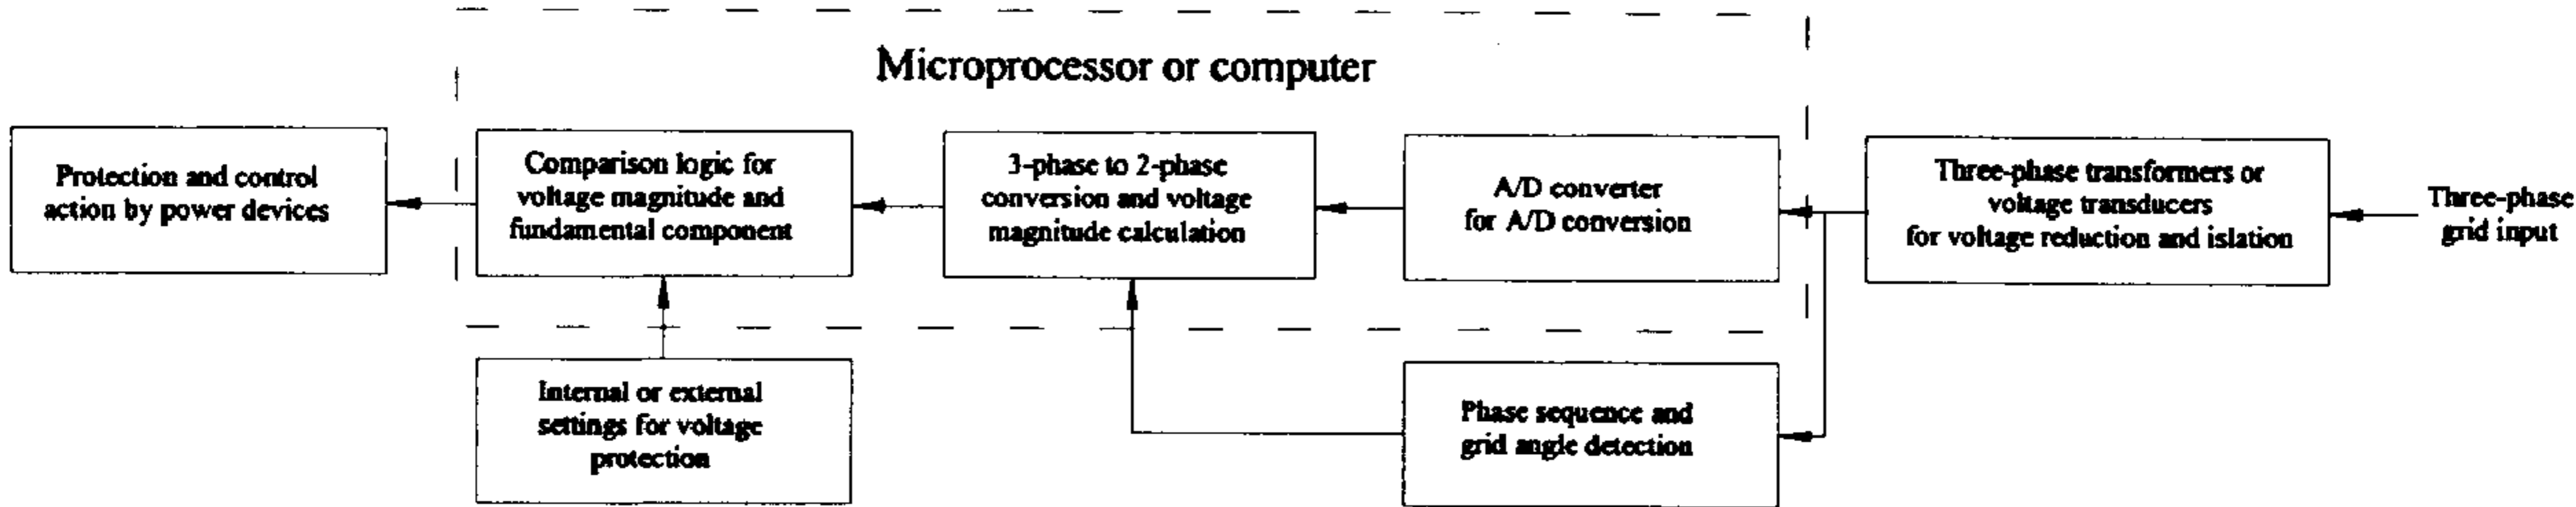 Microprocessor or computer
Protection and control
action by power devices
Comparison logic for
voltage magnitude and
fundamental component
3-phase to 2-phase
conversion and voltage
magnitude calculation
A/D converter
for A/D conversion
Three-phase transformers or
voltage transducers
for voltage reduction and islation
Three-phase
grid input
Internal or external
settings for voltage
protection
Phase sequence and
grid angle detection